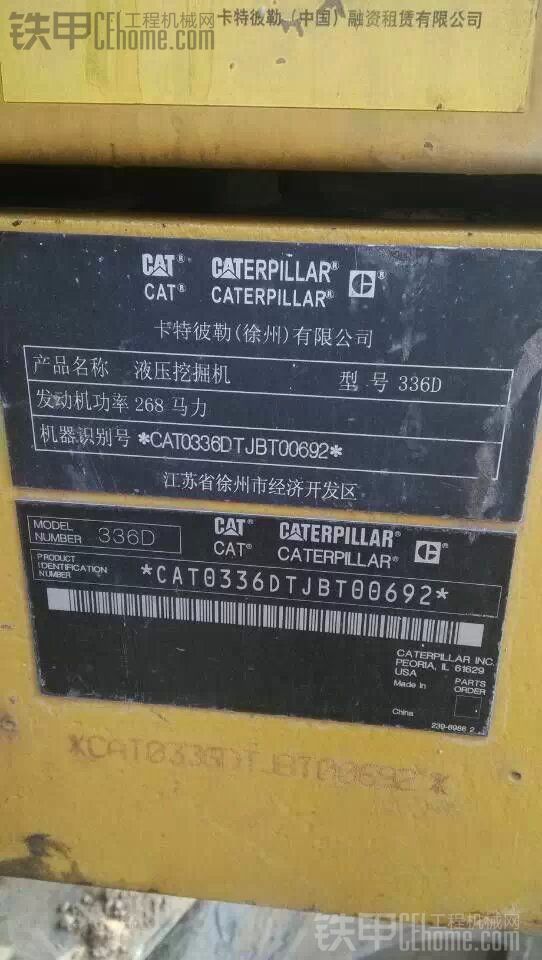 铁甲 工程机械网
CEhome.com
卡特彼勒（中国）融资租赁有限公司
CAT® CATERPILLAR®
CAT® CATERPILLAR®
卡特彼勒(徐州)有限公司
产品名称 液压挖掘机 型 号 336D
发动机功率 268 马力
机器识别号 *CAT0336DTJBT00692*
江苏省徐州市经济开发区
MODEL NUMBER 336D
CAT® CATERPILLAR®
CAT® CATERPILLAR®
PRODUCT IDENTIFICATION NUMBER
*CAT0336DTJBT00692*
CATERPILLAR INC.
PEORIA, IL 61629
USA
Made In
PARTS ORDER
China
239-6986 2
*CAT0336DTJBT00692*
铁甲 工程机械网
CEhome.com